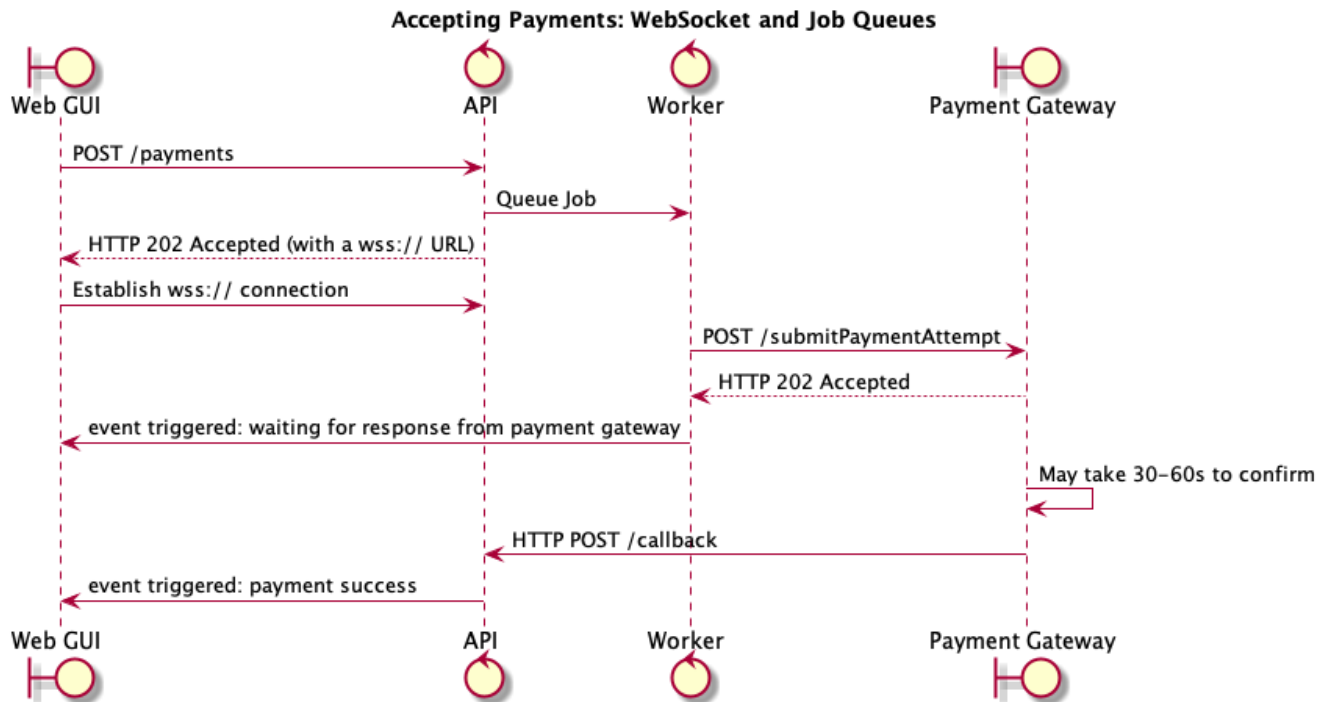 Accepting Payments: WebSocket and Job Queues
Web GUI
API
Worker
Payment Gateway
POST /payments
Queue Job
HTTP 202 Accepted (with a wss:// URL)
Establish wss:// connection
POST /submitPaymentAttempt
HTTP 202 Accepted
event triggered: waiting for response from payment gateway
May take 30-60s to confirm
HTTP POST /callback
event triggered: payment success
Web GUI
API
Worker
Payment Gateway